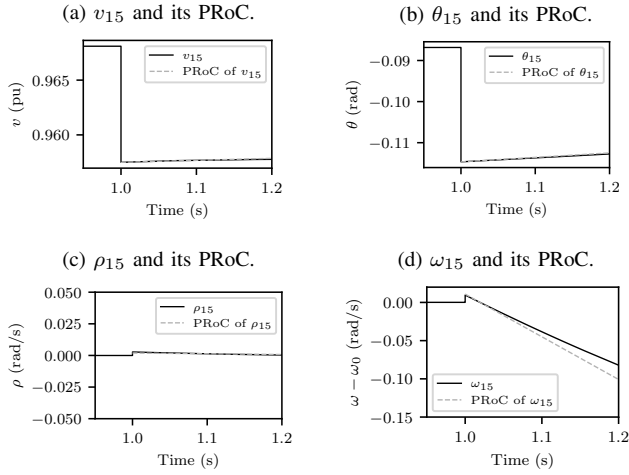 (a) v₁₅ and its PRoC.
0.965
0.960
v (pu)
v₁₅
PRoC of v₁₅
1.0 1.1 1.2
Time (s)
(b) θ₁₅ and its PRoC.
−0.09
−0.10
−0.11
θ (rad)
θ₁₅
PRoC of θ₁₅
1.0 1.1 1.2
Time (s)
(c) ρ₁₅ and its PRoC.
0.050
0.025
0.000
−0.025
−0.050
ρ (rad/s)
ρ₁₅
PRoC of ρ₁₅
1.0 1.1 1.2
Time (s)
(d) ω₁₅ and its PRoC.
0.00
−0.05
−0.10
−0.15
ω − ω₀ (rad/s)
ω₁₅
PRoC of ω₁₅
1.0 1.1 1.2
Time (s)